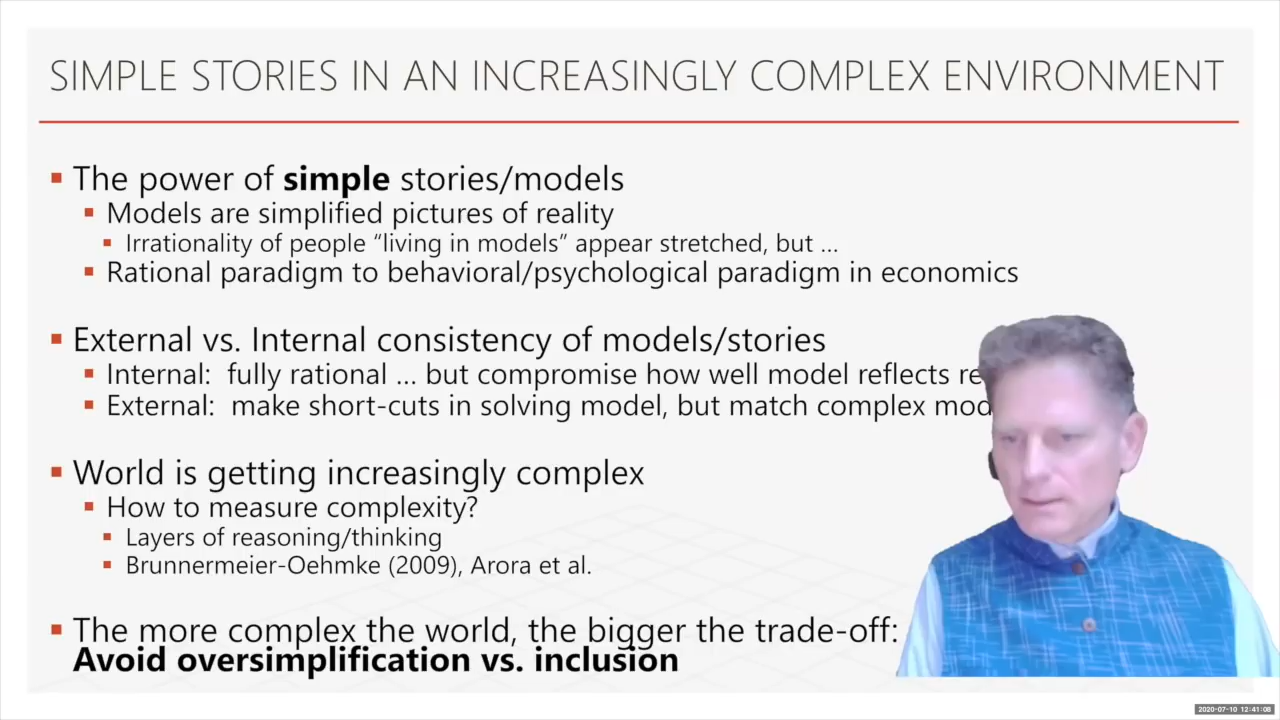 SIMPLE STORIES IN AN INCREASINGLY COMPLEX ENVIRONMENT
The power of simple stories/models
Models are simplified pictures of reality
Irrationality of people “living in models” appear stretched, but …
Rational paradigm to behavioral/psychological paradigm in economics
External vs. Internal consistency of models/stories
Internal: fully rational … but compromise how well model reflects
External: make short-cuts in solving model, but match complex
World is getting increasingly complex
How to measure complexity?
Layers of reasoning/thinking
Brunnermeier-Oehmke (2009), Arora et al.
The more complex the world, the bigger the trade-off:
Avoid oversimplification vs. inclusion
2020-07-10 12:41:08